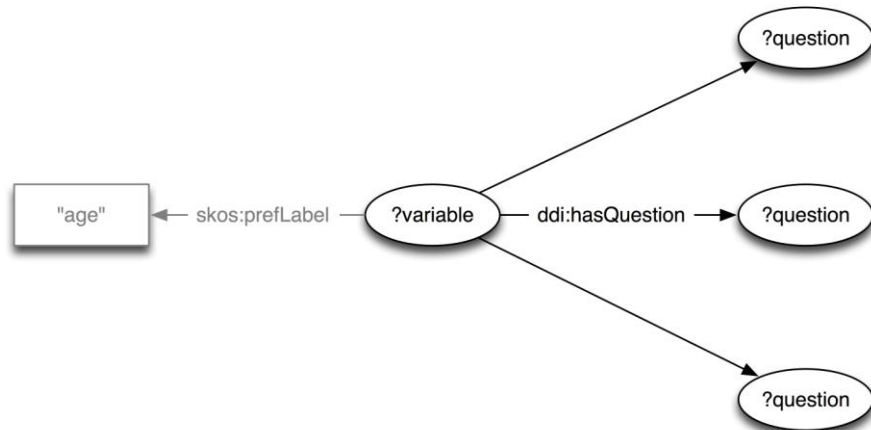 ?question
"age"
skos:prefLabel
?variable
ddi:hasQuestion
?question
?question